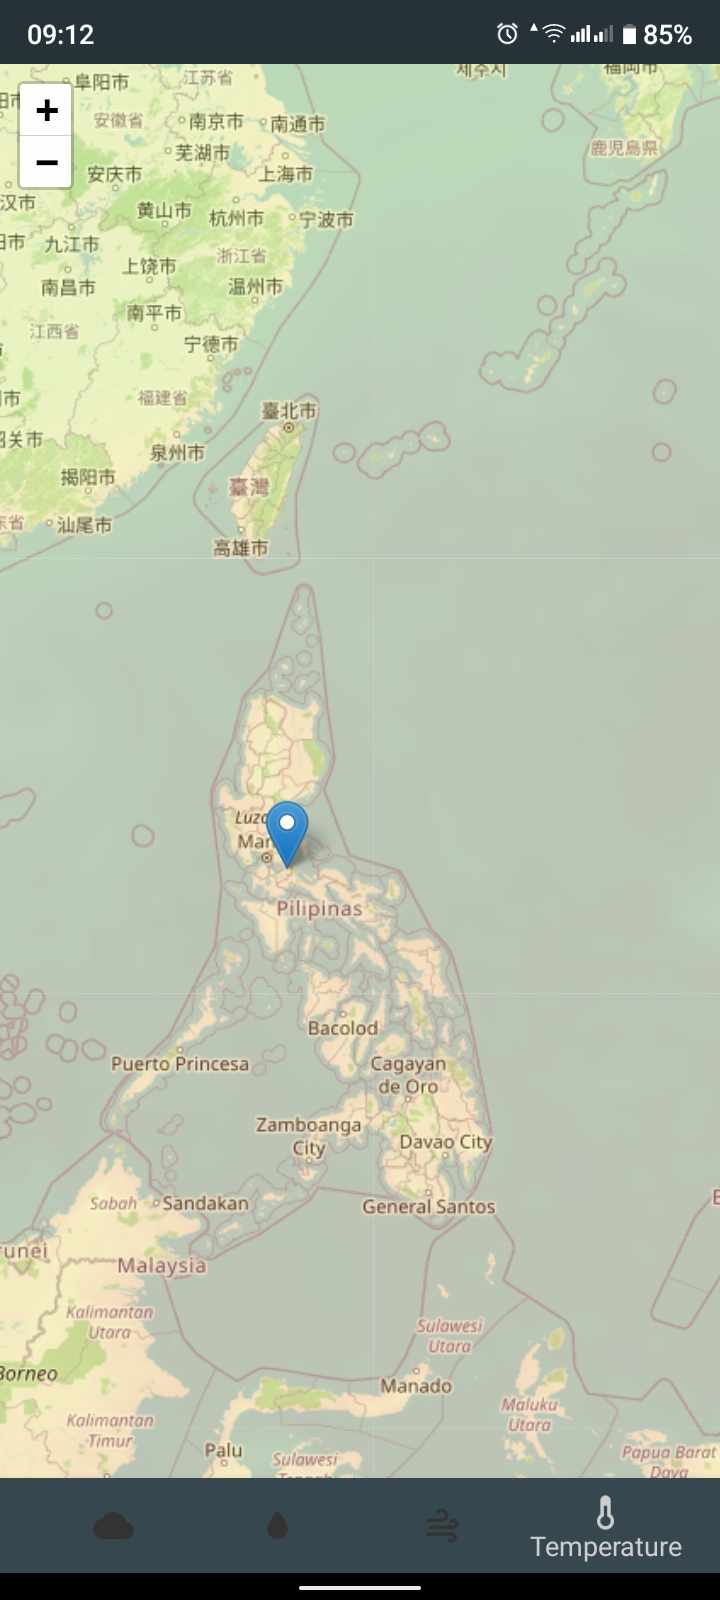 09:12
85%
제주시
福岡市
阜阳市
江苏省
+
安徽省
南京市
南通市
鹿児島県
芜湖市
−
安庆市
上海市
汉市
黄山市
杭州市
宁波市
九江市
浙江省
上饶市
南昌市
温州市
南平市
江西省
宁德市
福建省
臺北市
韶关市
泉州市
揭阳市
臺灣
汕尾市
高雄市
Pilipinas
Bacolod
Puerto Princesa
Cagayan
de Oro
Zamboanga
City
Davao City
Sabah
Sandakan
General Santos
Malaysia
Kalimantan
Utara
Sulawesi
Utara
Borneo
Manado
Kalimantan
Timur
Maluku
Utara
Palu
Sulawesi
Papua Barat
Daya
Temperature